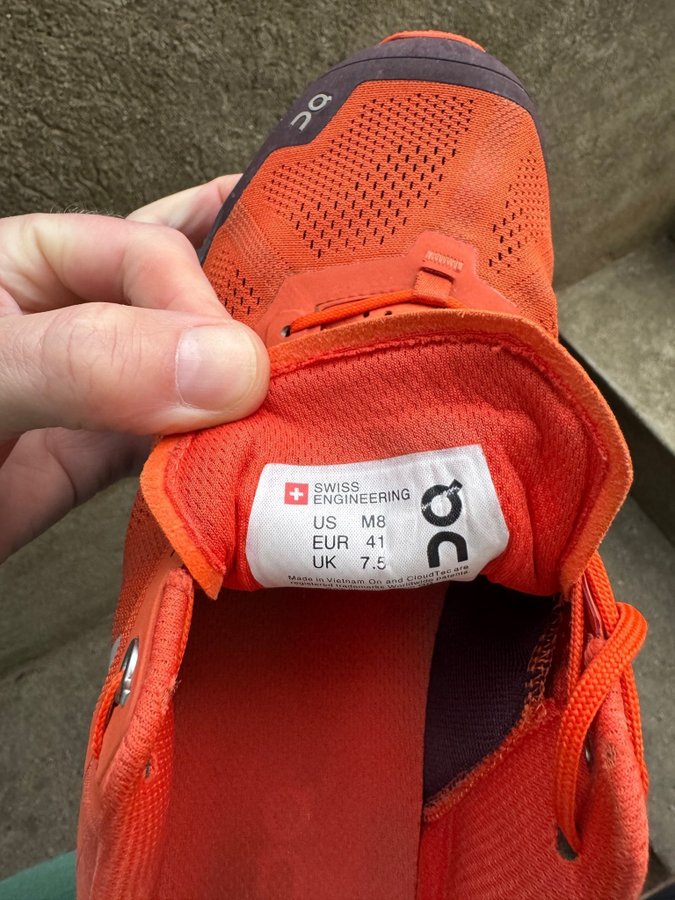 SWISS
ENGINEERING
US M8
EUR 41
UK 7.5
Made in Vietnam On and CloudTec are
registered trademarks Worldwide patents